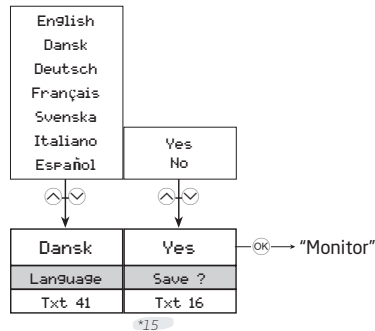 English
Dansk
Deutsch
Français
Svenska
Italiano
Español
Yes
No
Dansk
Yes
OK
"Monitor"
Language
Save ?
Txt 41
Txt 16
*15